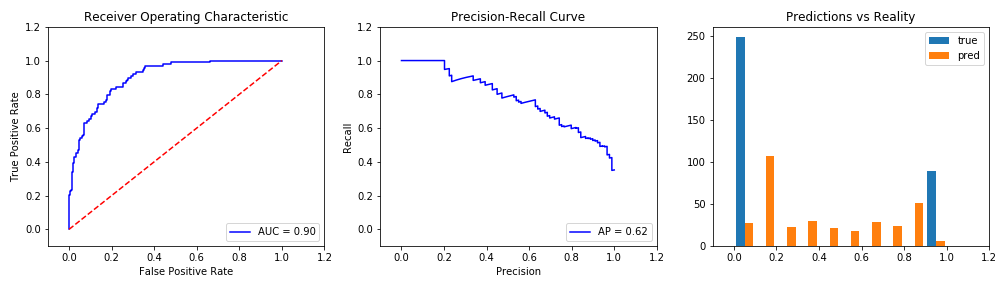 Receiver Operating Characteristic
1.2
1.0
0.8
0.6
0.4
0.2
0.0
True Positive Rate
0.0 0.2 0.4 0.6 0.8 1.0 1.2
False Positive Rate
AUC = 0.90
Precision-Recall Curve
1.2
1.0
0.8
0.6
0.4
0.2
0.0
Recall
0.0 0.2 0.4 0.6 0.8 1.0 1.2
Precision
AP = 0.62
Predictions vs Reality
250
200
150
100
50
0
0.0 0.2 0.4 0.6 0.8 1.0 1.2
true
pred